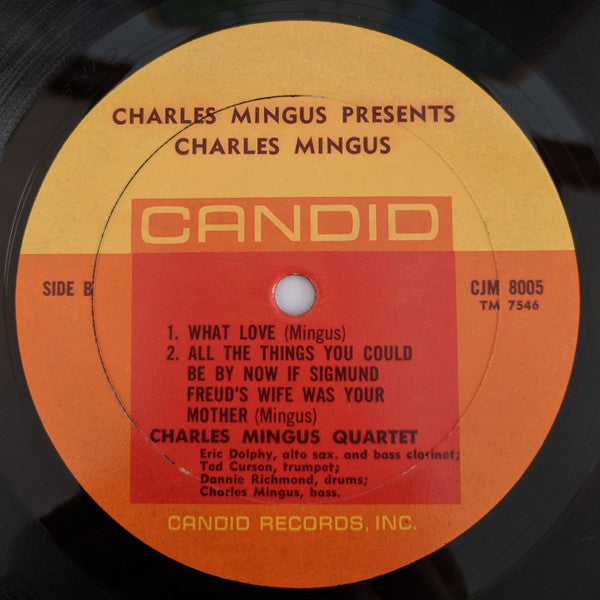 CHARLES MINGUS PRESENTS
CHARLES MINGUS
CANDID
SIDE B
CJM 8005
TM 7546
1. WHAT LOVE (Mingus)
2. ALL THE THINGS YOU COULD
BE BY NOW IF SIGMUND
FREUD'S WIFE WAS YOUR
MOTHER (Mingus)
CHARLES MINGUS QUARTET
Eric Dolphy, alto sax. and bass clarinet;
Ted Curson, trumpet;
Dannie Richmond, drums;
Charles Mingus, bass.
CANDID RECORDS, INC.